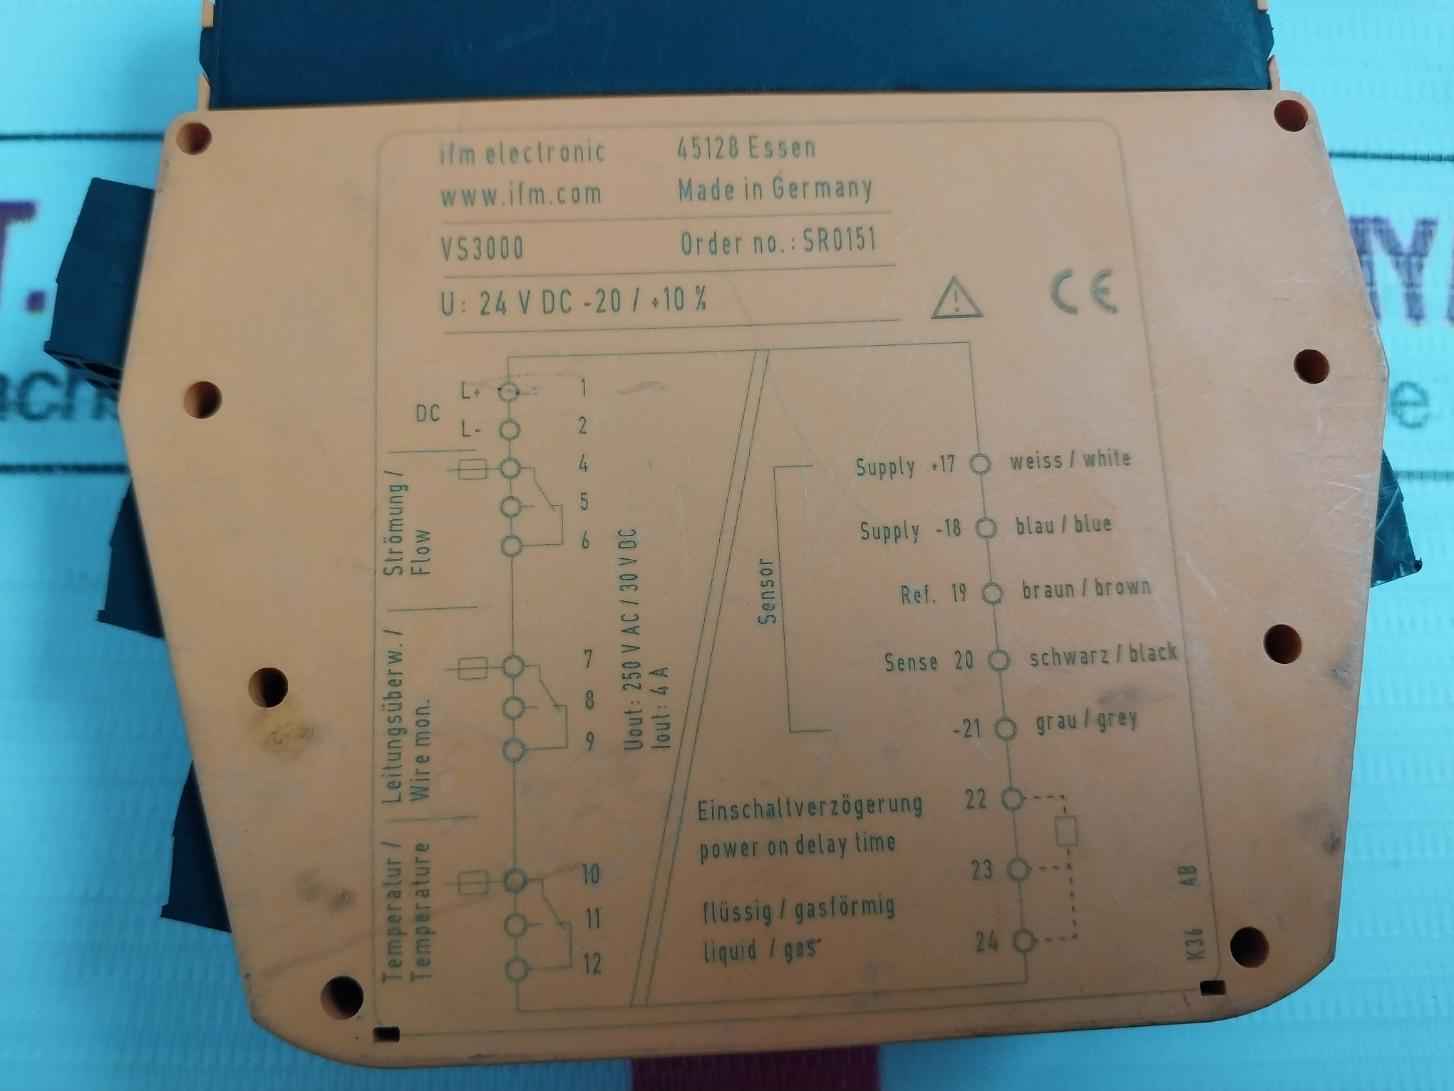 ifm electronic 45128 Essen
www.ifm.com Made in Germany
VS3000 Order no.: SR0151
U: 24 V DC -20 / +10 %
CE
DC
L+ 1
L- 2
Strömung /
Flow
4
5
6
Leitungsüberw. /
Wire mon.
7
8
9
Temperatur /
Temperature
10
11
12
Uout: 250 V AC / 30 V DC
Iout: 4 A
Sensor
Supply +17 weiss / white
Supply -18 blau / blue
Ref. 19 braun / brown
Sense 20 schwarz / black
-21 grau / grey
Einschaltverzögerung 22
power on delay time
23
flüssig / gasförmig
liquid / gas
24
K36 AB